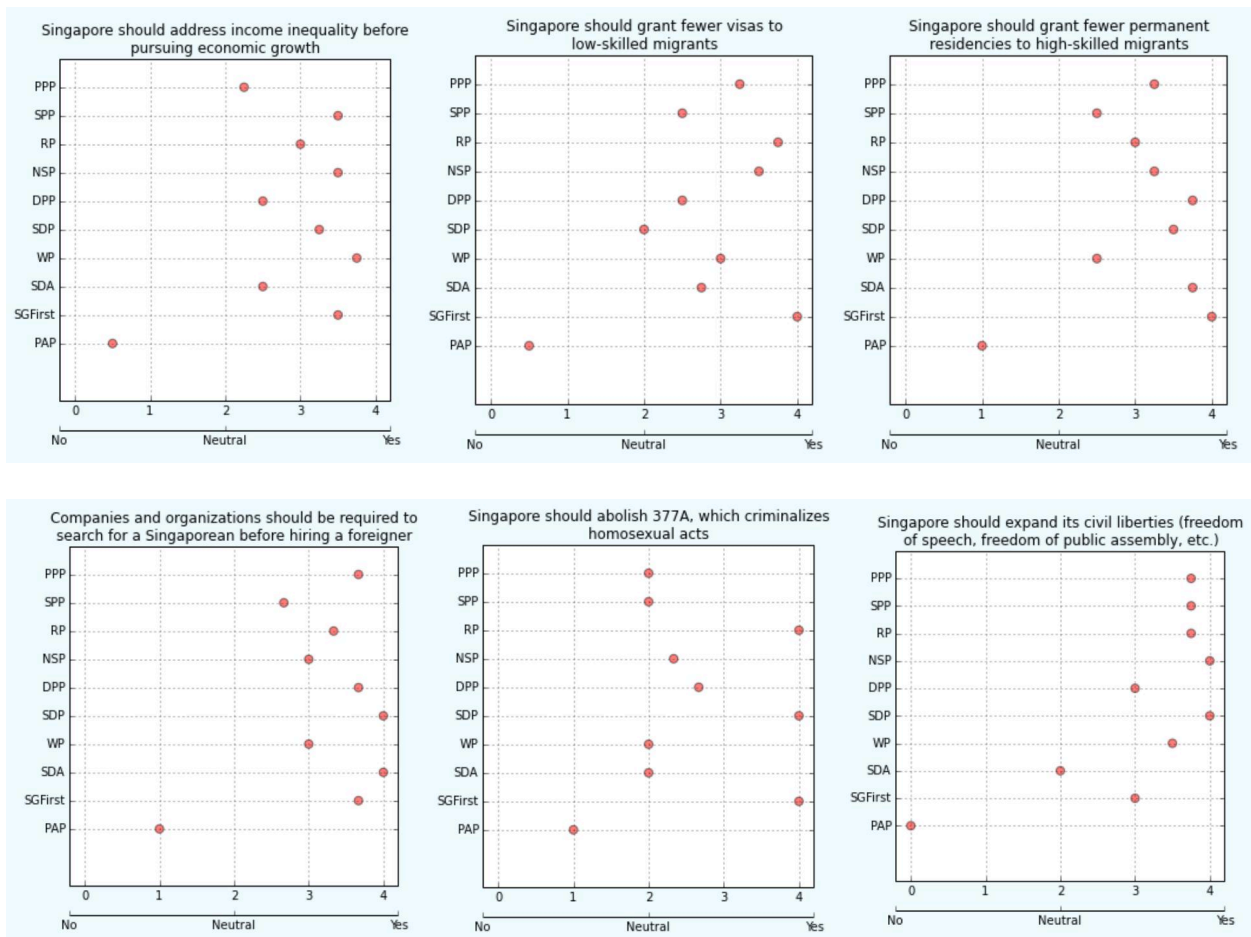 Singapore should address income inequality before
pursuing economic growth
PPP
SPP
RP
NSP
DPP
SDP
WP
SDA
SGFirst
PAP
0 1 2 3 4
No Neutral Yes
Singapore should grant fewer visas to
low-skilled migrants
PPP
SPP
RP
NSP
DPP
SDP
WP
SDA
SGFirst
PAP
0 1 2 3 4
No Neutral Yes
Singapore should grant fewer permanent
residencies to high-skilled migrants
PPP
SPP
RP
NSP
DPP
SDP
WP
SDA
SGFirst
PAP
0 1 2 3 4
No Neutral Yes
Companies and organizations should be required to
search for a Singaporean before hiring a foreigner
PPP
SPP
RP
NSP
DPP
SDP
WP
SDA
SGFirst
PAP
0 1 2 3 4
No Neutral Yes
Singapore should abolish 377A, which criminalizes
homosexual acts
PPP
SPP
RP
NSP
DPP
SDP
WP
SDA
SGFirst
PAP
0 1 2 3 4
No Neutral Yes
Singapore should expand its civil liberties (freedom
of speech, freedom of public assembly, etc.)
PPP
SPP
RP
NSP
DPP
SDP
WP
SDA
SGFirst
PAP
0 1 2 3 4
No Neutral Yes